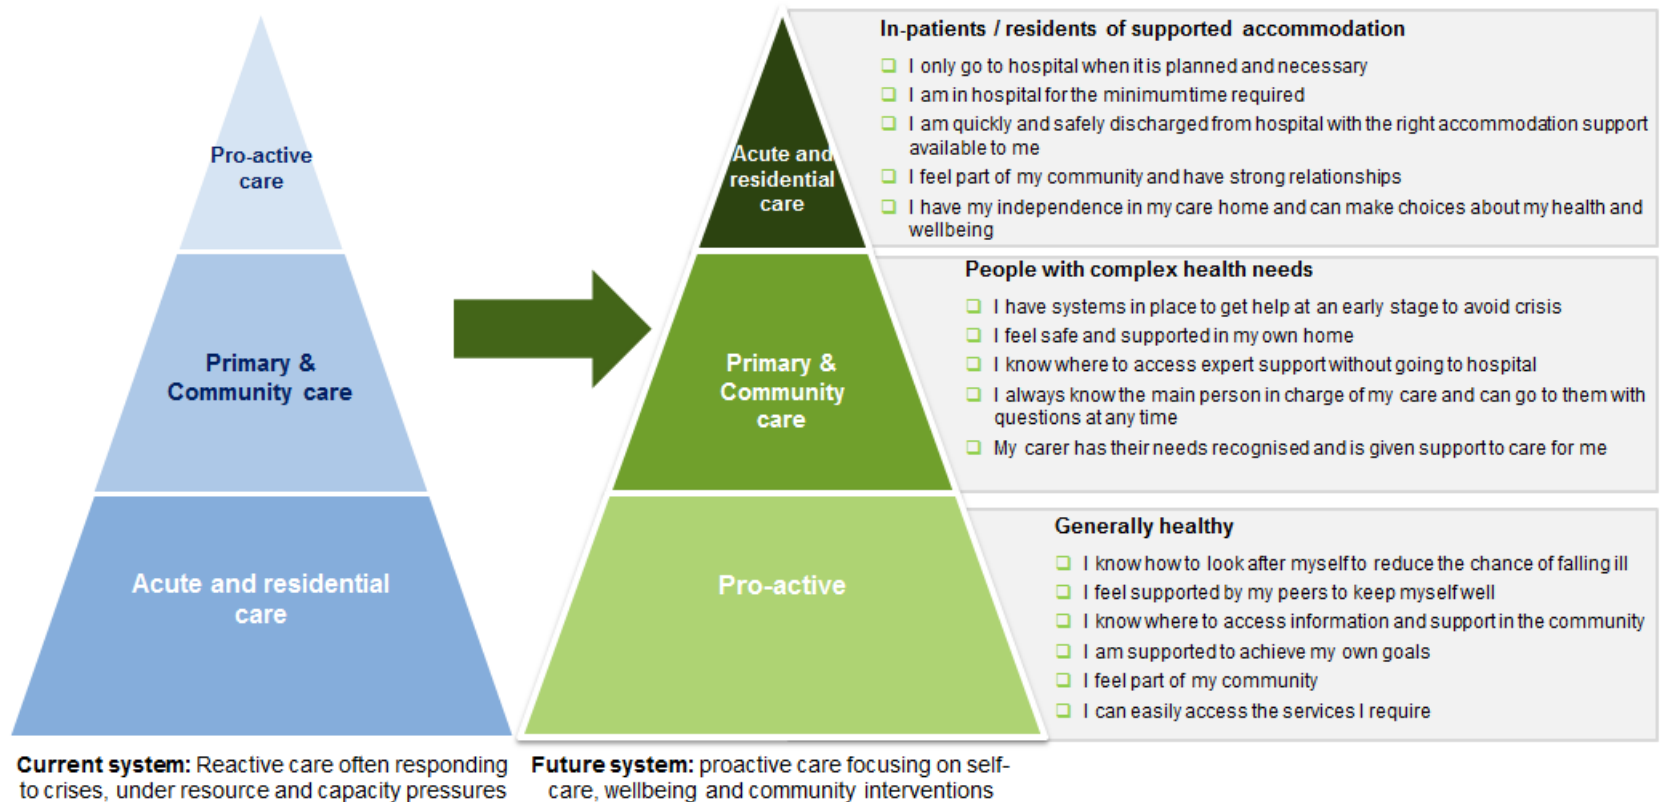 Pro-active
care
Primary &
Community care
Acute and residential
care
Current system: Reactive care often responding
to crises, under resource and capacity pressures
Acute and
residential
care
Primary &
Community
care
Pro-active
Future system: proactive care focusing on self-
care, wellbeing and community interventions
In-patients / residents of supported accommodation
I only go to hospital when it is planned and necessary
I am in hospital for the minimumtime required
I am quickly and safely discharged from hospital with the right accommodation support
available to me
I feel part of my community and have strong relationships
I have my independence in my care home and can make choices about my health and
wellbeing
People with complex health needs
I have systems in place to get help at an early stage to avoid crisis
I feel safe and supported in my own home
I know where to access expert support without going to hospital
I always know the main person in charge of my care and can go to them with
questions at any time
My carer has their needs recognised and is given support to care for me
Generally healthy
I know how to look after myself to reduce the chance of falling ill
I feel supported by my peers to keep myself well
I know where to access information and support in the community
I am supported to achieve my own goals
I feel part of my community
I can easily access the services I require